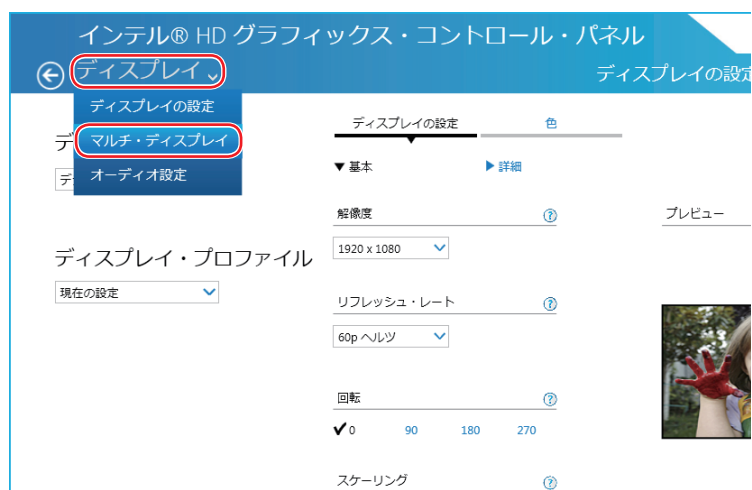 インテル® HD グラフィックス・コントロール・パネル
ディスプレイ
ディスプレイの設定
ディスプレイの設定
マルチ・ディスプレイ
オーディオ設定
デ
デ
ディスプレイ・プロファイル
現在の設定
ディスプレイの設定
色
▼ 基本
▶ 詳細
解像度
?
1920 x 1080
リフレッシュ・レート
?
60p ヘルツ
回転
?
✔ 0 90 180 270
スケーリング
?
プレビュー